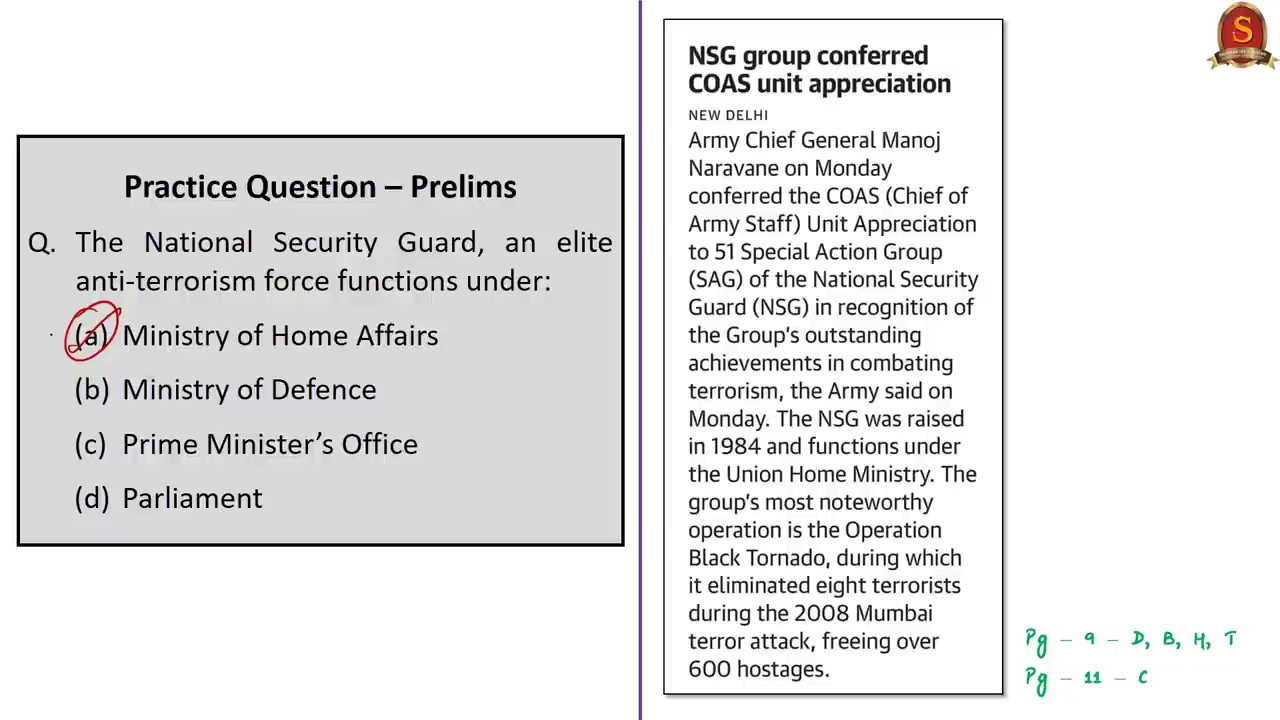 Practice Question – Prelims
Q. The National Security Guard, an elite
anti-terrorism force functions under:
(a) Ministry of Home Affairs
(b) Ministry of Defence
(c) Prime Minister’s Office
(d) Parliament
NSG group conferred
COAS unit appreciation
NEW DELHI
Army Chief General Manoj
Naravane on Monday
conferred the COAS (Chief of
Army Staff) Unit Appreciation
to 51 Special Action Group
(SAG) of the National Security
Guard (NSG) in recognition of
the Group's outstanding
achievements in combating
terrorism, the Army said on
Monday. The NSG was raised
in 1984 and functions under
the Union Home Ministry. The
group's most noteworthy
operation is the Operation
Black Tornado, during which
it eliminated eight terrorists
during the 2008 Mumbai
terror attack, freeing over
600 hostages.
S
Pg - 9 - D, B, H, T
Pg - 11 - C